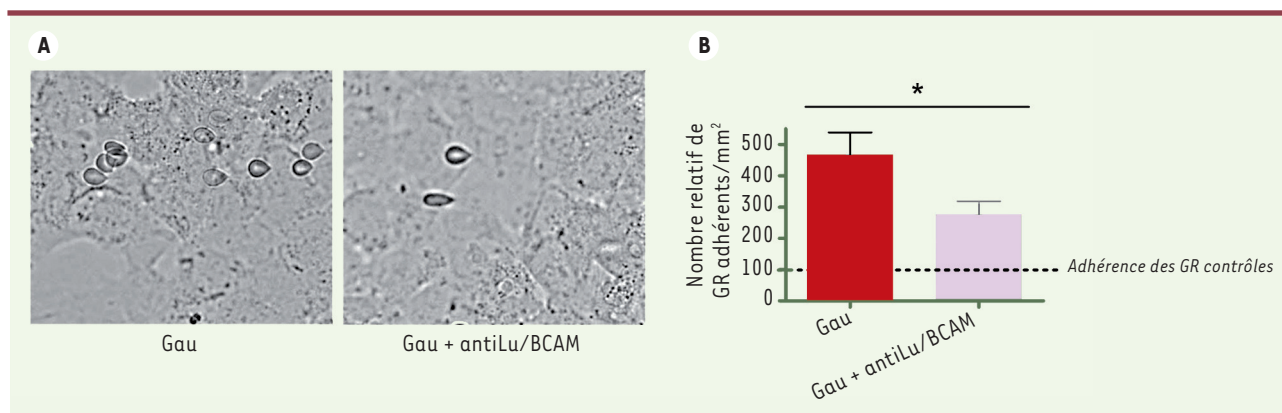 A
Gau
Gau + antiLu/BCAM
B
*
Nombre relatif de
GR adhérents/mm²
500
400
300
200
100
0
Adhérence des GR contrôles
Gau
Gau + antiLu/BCAM